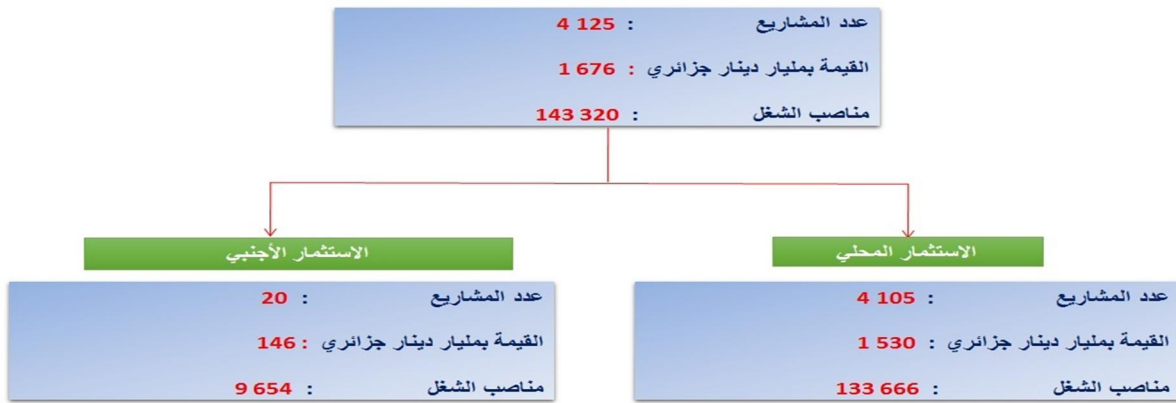 عدد المشاريع : 4 125
القيمة بمليار دينار جزائري : 1 676
مناصب الشغل : 143 320
الاستثمار المحلي
عدد المشاريع : 4 105
القيمة بمليار دينار جزائري : 1 530
مناصب الشغل : 133 666
الاستثمار الأجنبي
عدد المشاريع : 20
القيمة بمليار دينار جزائري : 146
مناصب الشغل : 9 654